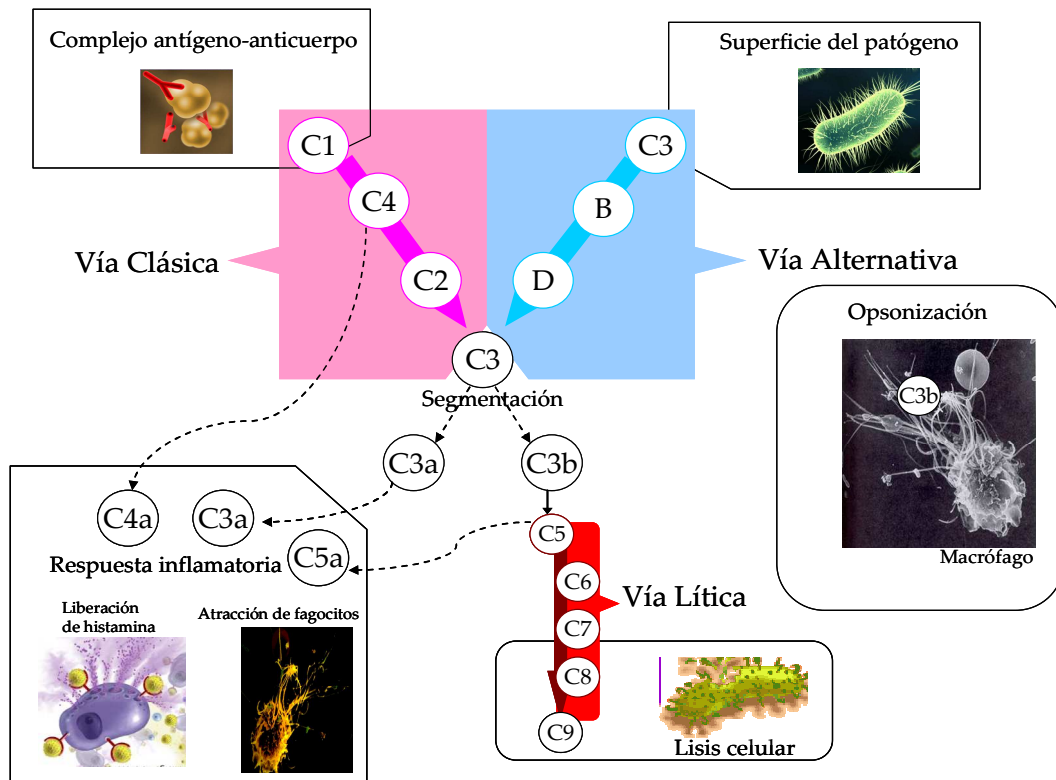 Complejo antígeno-anticuerpo
Superficie del patógeno
C1
C3
C4
B
Vía Clásica
C2
D
Vía Alternativa
Opsonización
C3
C3b
Segmentación
C3a
C3b
C4a
C3a
C5
C5a
Respuesta inflamatoria
Macrófago
C6
Vía Lítica
Liberación
de histamina
Atracción de fagocitos
C7
C8
C9
Lisis celular